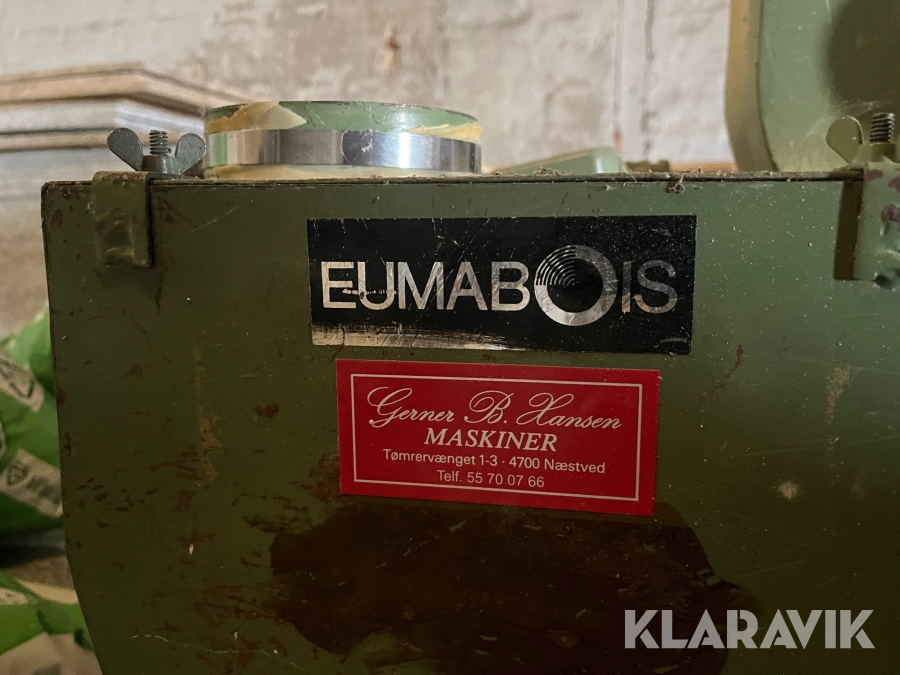 EUMABOIS
Gerner B. Hansen
MASKINER
Tømrervænget 1-3 · 4700 Næstved
Telf. 55 70 07 66
KLARAVIK